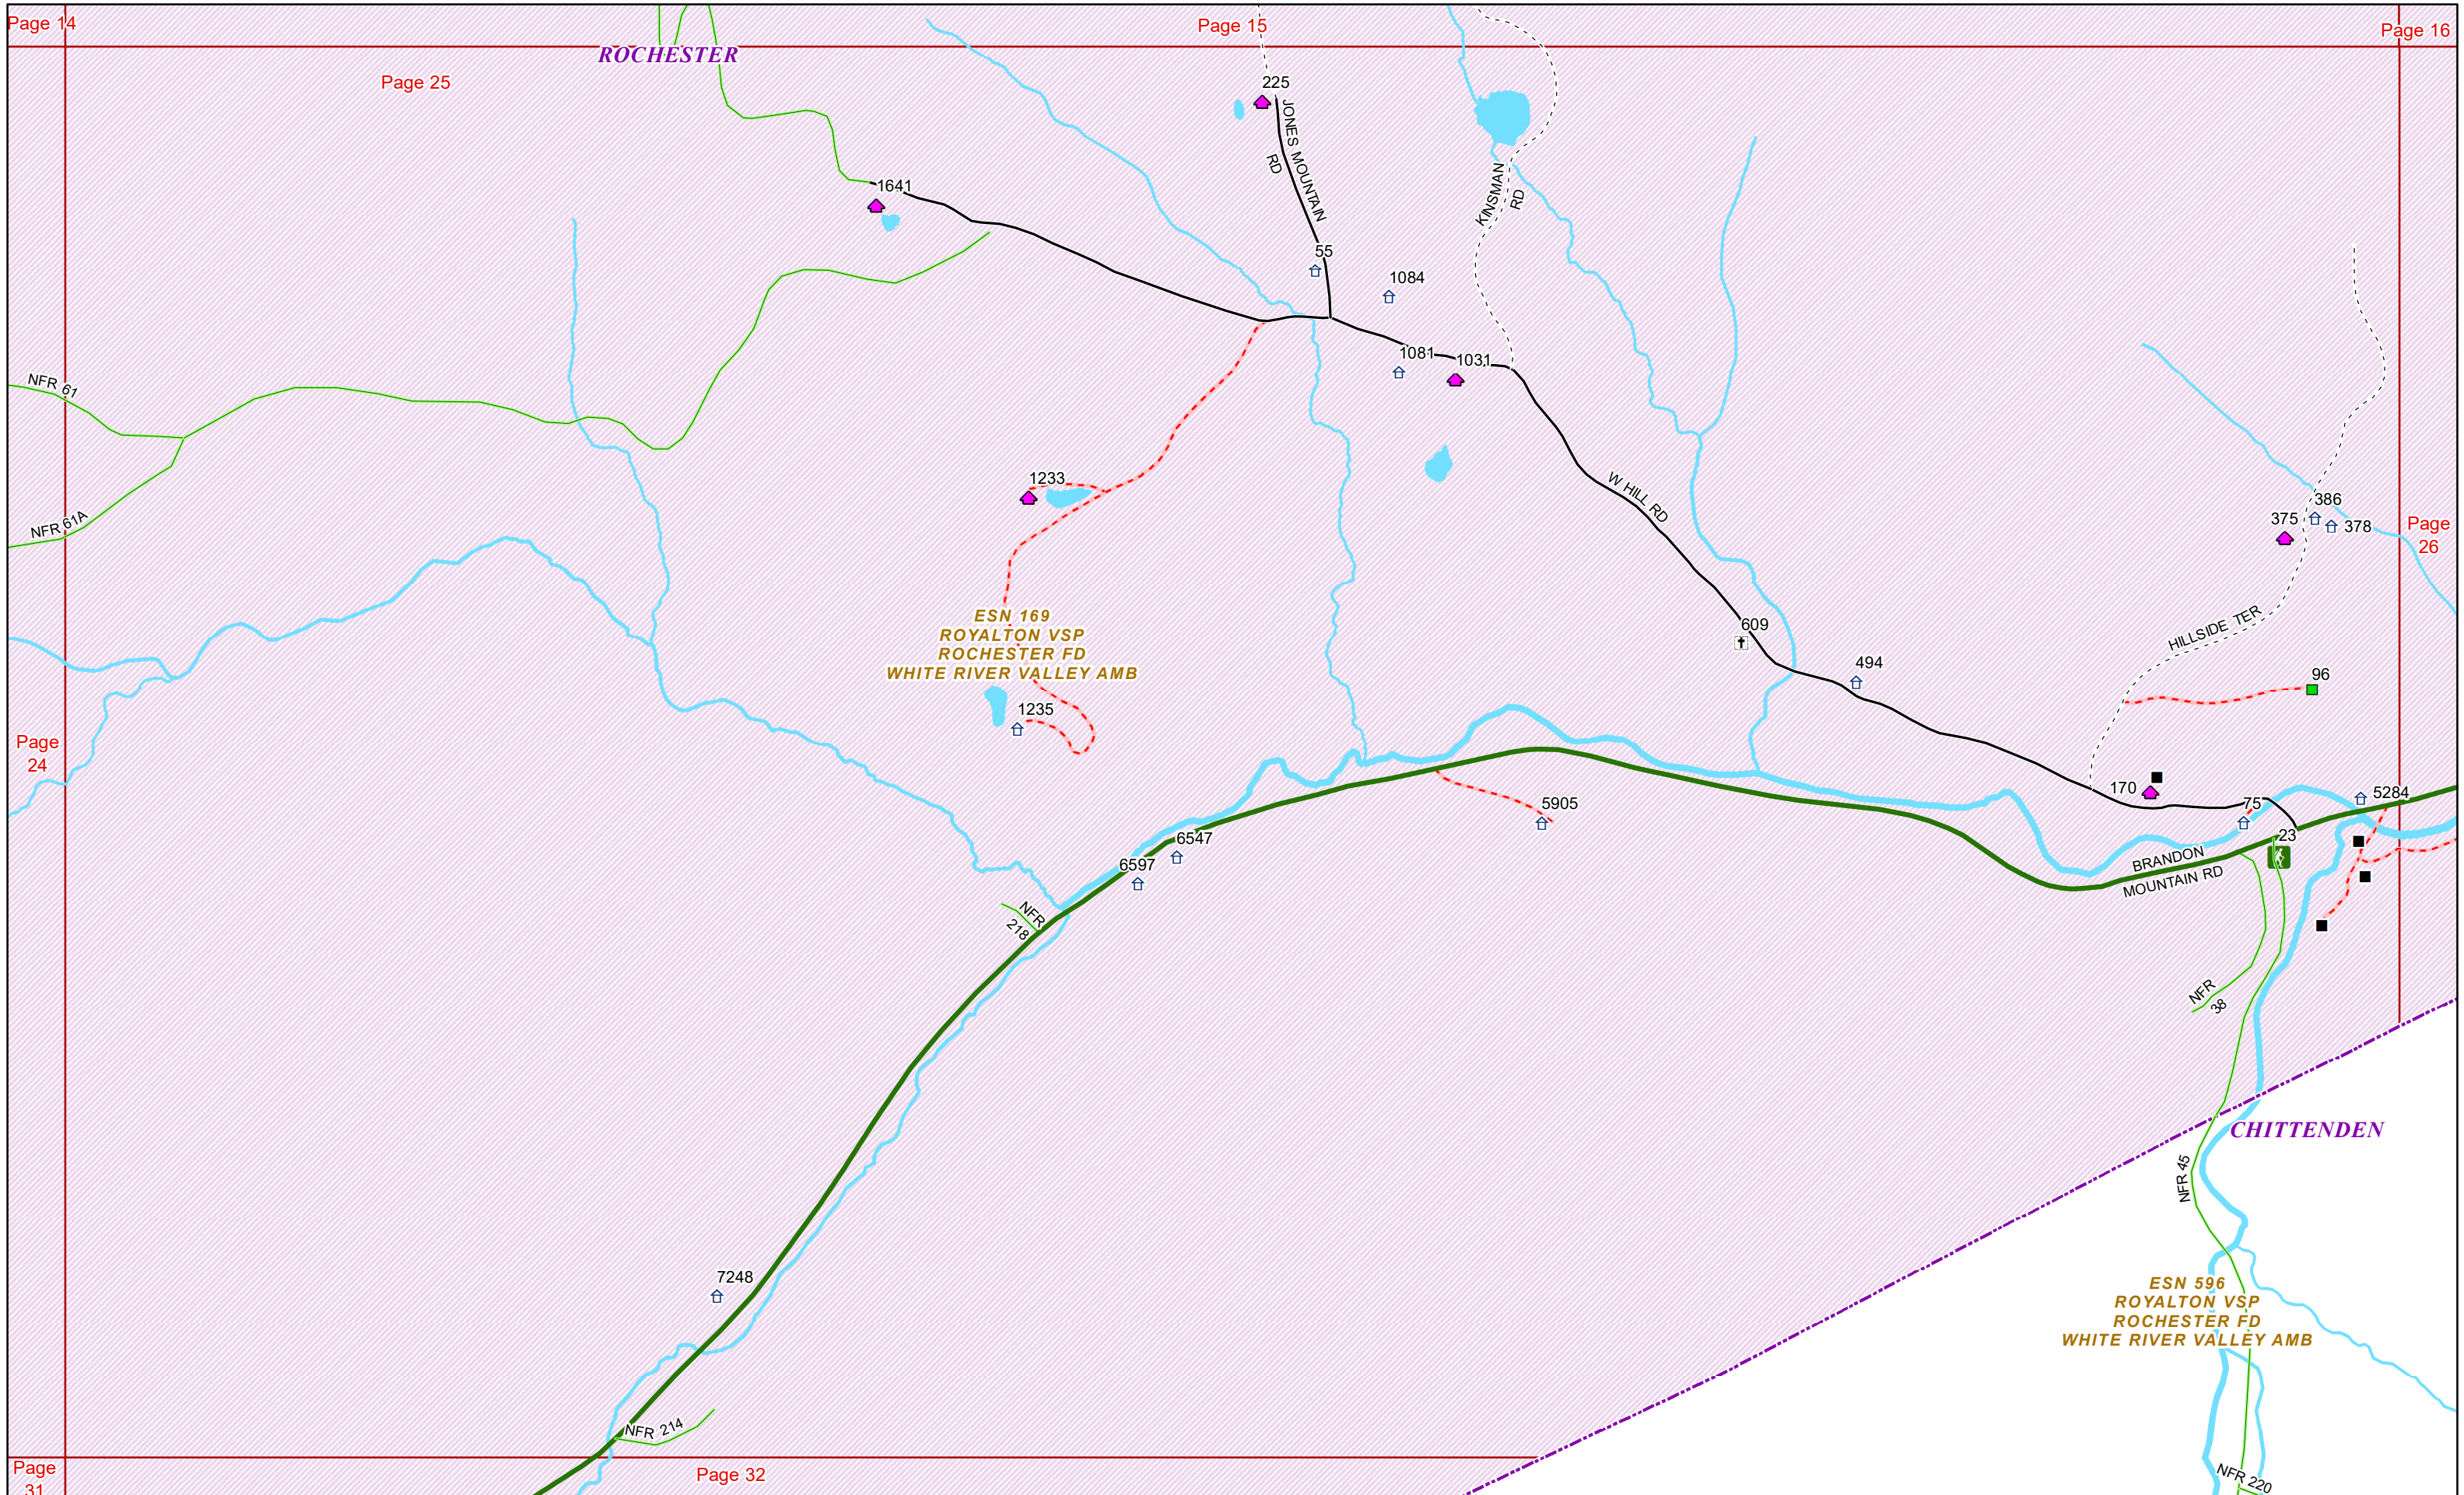 Page 14
Page 15
Page 16
ROCHESTER
Page 25
225
JONES MOUNTAIN
RD
1641
KINSMAN
RD
55
1084
1081
1031
NFR 61
1233
W HILL RD
386
375
378
Page
26
NFR 61A
ESN 169
ROYALTON VSP
ROCHESTER FD
WHITE RIVER VALLEY AMB
609
HILLSIDE TER
494
96
1235
Page
24
170
75
5284
5905
23
6547
6597
BRANDON
MOUNTAIN RD
NFR
218
NFR
38
CHITTENDEN
NFR 45
7248
ESN 596
ROYALTON VSP
ROCHESTER FD
WHITE RIVER VALLEY AMB
NFR 214
Page
31
Page 32
NFR 220